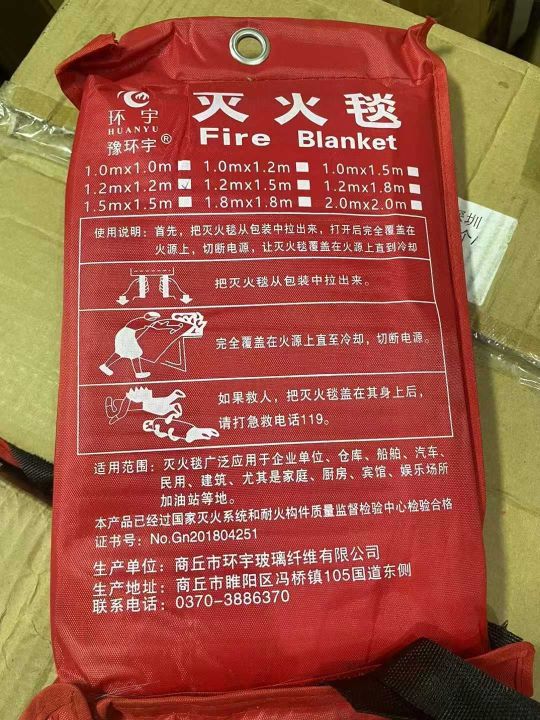 环宇
HUANYU
豫环宇®
灭火毯
Fire Blanket
1.0mx1.0m 1.0mx1.2m 1.0mx1.5m
1.2mx1.2m 1.2mx1.5m 1.2mx1.8m
1.5mx1.5m 1.8mx1.8m 2.0mx2.0m
使用说明：首先，把灭火毯从包装中拉出来，打开后完全覆盖在
火源上，切断电源，让灭火毯覆盖在火源上直到冷却
把灭火毯从包装中拉出来。
完全覆盖在火源上直至冷却，切断电源。
如果救人，把灭火毯盖在其身上后，
请打急救电话119。
适用范围：灭火毯广泛应用于企业单位、仓库、船舶、汽车、
民用、建筑、尤其是家庭、厨房、宾馆、娱乐场所
加油站等地。
本产品已经过国家灭火系统和耐火构件质量监督检验中心检验合格
证书号：No.Gn201804251
生产单位：商丘市环宇玻璃纤维有限公司
生产地址：商丘市睢阳区冯桥镇105国道东侧
联系电话：0370-3886370